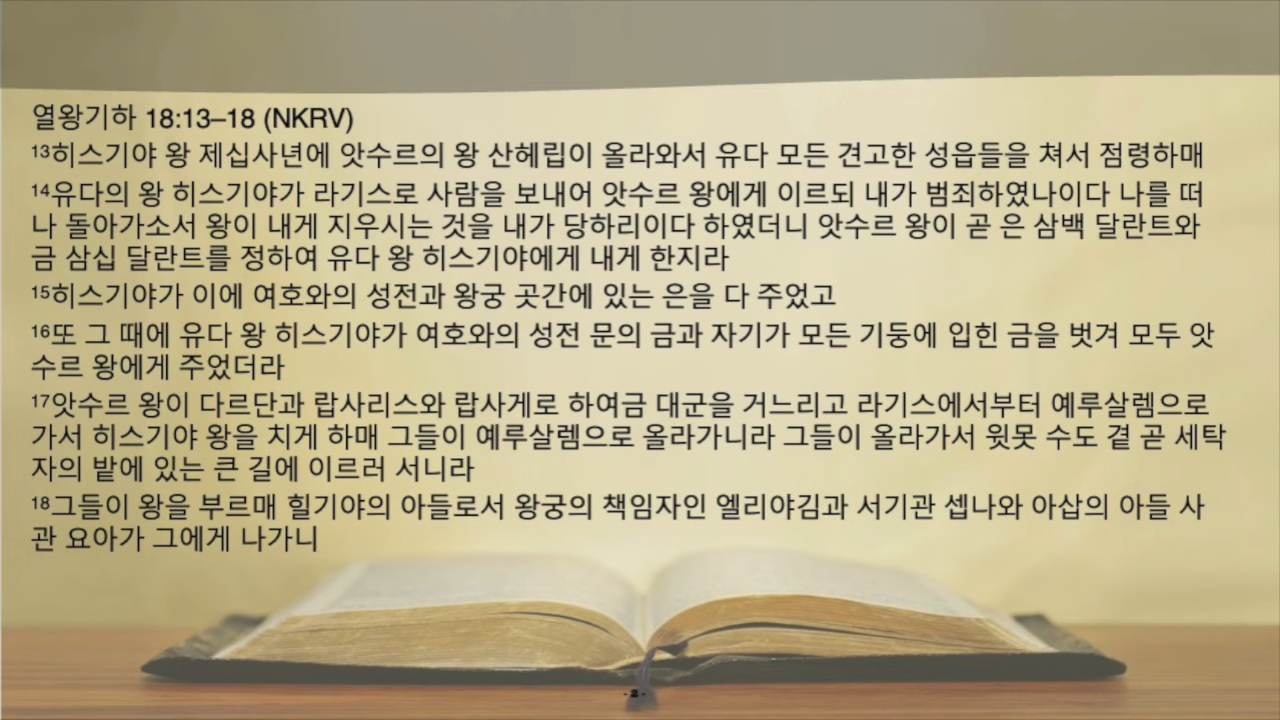 열왕기하 18:13–18 (NKRV)
¹³히스기야 왕 제십사년에 앗수르의 왕 산헤립이 올라와서 유다 모든 견고한 성읍들을 쳐서 점령하매
¹⁴유다의 왕 히스기야가 라기스로 사람을 보내어 앗수르 왕에게 이르되 내가 범죄하였나이다 나를 떠
나 돌아가소서 왕이 내게 지우시는 것을 내가 당하리이다 하였더니 앗수르 왕이 곧 은 삼백 달란트와
금 삼십 달란트를 정하여 유다 왕 히스기야에게 내게 한지라
¹⁵히스기야가 이에 여호와의 성전과 왕궁 곳간에 있는 은을 다 주었고
¹⁶또 그 때에 유다 왕 히스기야가 여호와의 성전 문의 금과 자기가 모든 기둥에 입힌 금을 벗겨 모두 앗
수르 왕에게 주었더라
¹⁷앗수르 왕이 다르단과 랍사리스와 랍사게로 하여금 대군을 거느리고 라기스에서부터 예루살렘으로
가서 히스기야 왕을 치게 하매 그들이 예루살렘으로 올라가니라 그들이 올라가서 윗못 수도 곁 곧 세탁
자의 밭에 있는 큰 길에 이르러 서니라
¹⁸그들이 왕을 부르매 힐기야의 아들로서 왕궁의 책임자인 엘리야김과 서기관 셉나와 아삽의 아들 사
관 요아가 그에게 나가니
- 2 -